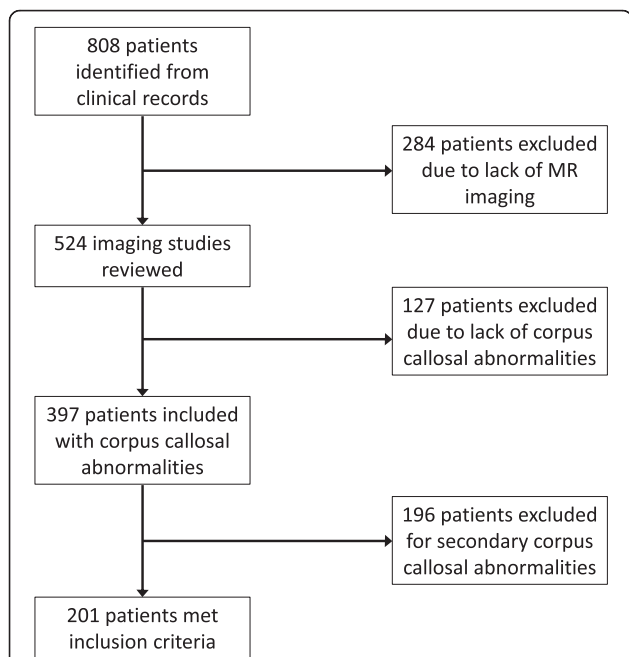 808 patients
identified from
clinical records
284 patients excluded
due to lack of MR
imaging
524 imaging studies
reviewed
127 patients excluded
due to lack of corpus
callosal abnormalities
397 patients included
with corpus callosal
abnormalities
196 patients excluded
for secondary corpus
callosal abnormalities
201 patients met
inclusion criteria